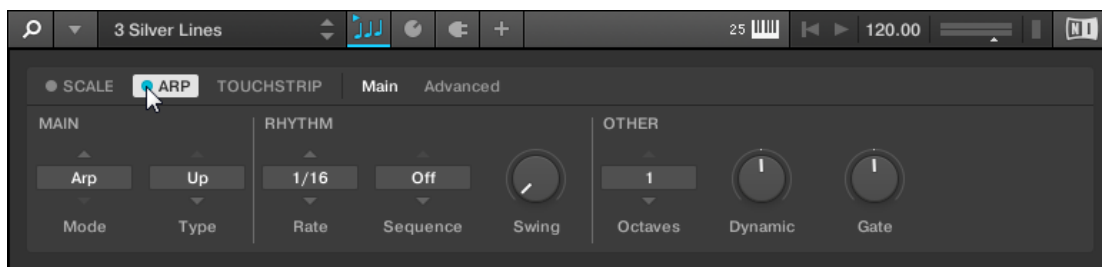 3 Silver Lines 25 120.00 NI
SCALE ARP TOUCHSTRIP Main Advanced
MAIN RHYTHM OTHER
Arp Up 1/16 Off 1
Mode Type Rate Sequence Swing Octaves Dynamic Gate